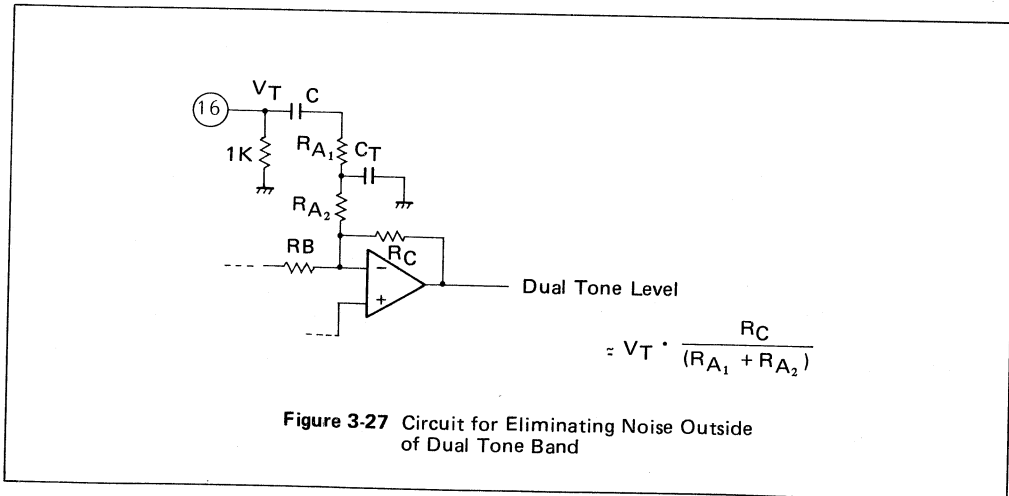 VT C
16
1K
RA1 CT
RA2
RB
RC
−
+
Dual Tone Level
= VT · RC / (RA1 + RA2)
Figure 3-27 Circuit for Eliminating Noise Outside
of Dual Tone Band